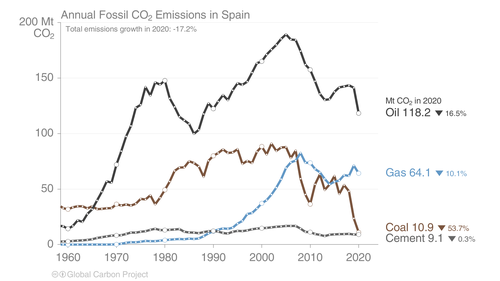 Annual Fossil CO₂ Emissions in Spain
200 Mt
CO₂
Total emissions growth in 2020: -17.2%
150
100
50
0
1960 1970 1980 1990 2000 2010 2020
Mt CO₂ in 2020
Oil 118.2 ▼ 16.5%
Gas 64.1 ▼ 10.1%
Coal 10.9 ▼ 53.7%
Cement 9.1 ▼ 0.3%
Global Carbon Project